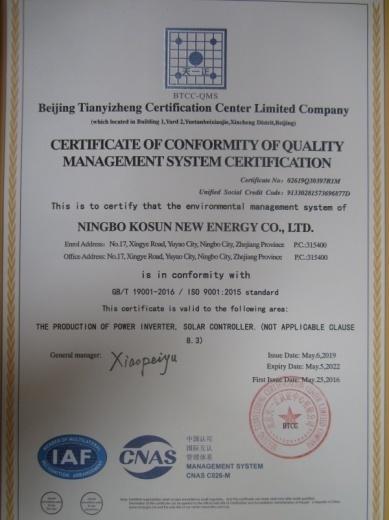 天一正
BTCC-QMS
Beijing Tianyizheng Certification Center Limited Company
(which located in Building 1,Yard 2,
CERTIFICATE OF CONFORMITY OF QUALITY
MANAGEMENT SYSTEM CERTIFICATION
Certificate No: 02619Q30397R1M
Unified Social Credit Code: 91330281573696877D
This is to certify that the environmental management system of
NINGBO KOSUN NEW ENERGY CO., LTD.
Enrol Address: No.17, Xingye Road, Yuyao City, Ningbo City, Zhejiang Province P.C.:315400
Office Address: No.17, Xingye Road, Yuyao City, Ningbo City, Zhejiang Province P.C.:315400
is in conformity with
GB/T 19001-2016 / ISO 9001:2015 standard
This certificate is valid to the following area:
THE PRODUCTION OF POWER INVERTER, SOLAR CONTROLLER. (NOT APPLICABLE CLAUSE
8.3)
General manager: Xiaopeiyu
Issue Date: May.6,2019
Expiry Date: May.5,2022
First Issue Date: May.25,2016
BTCC
IAF
CNAS
中国认可
国际互认
管理体系
MANAGEMENT SYSTEM
CNAS C026-M